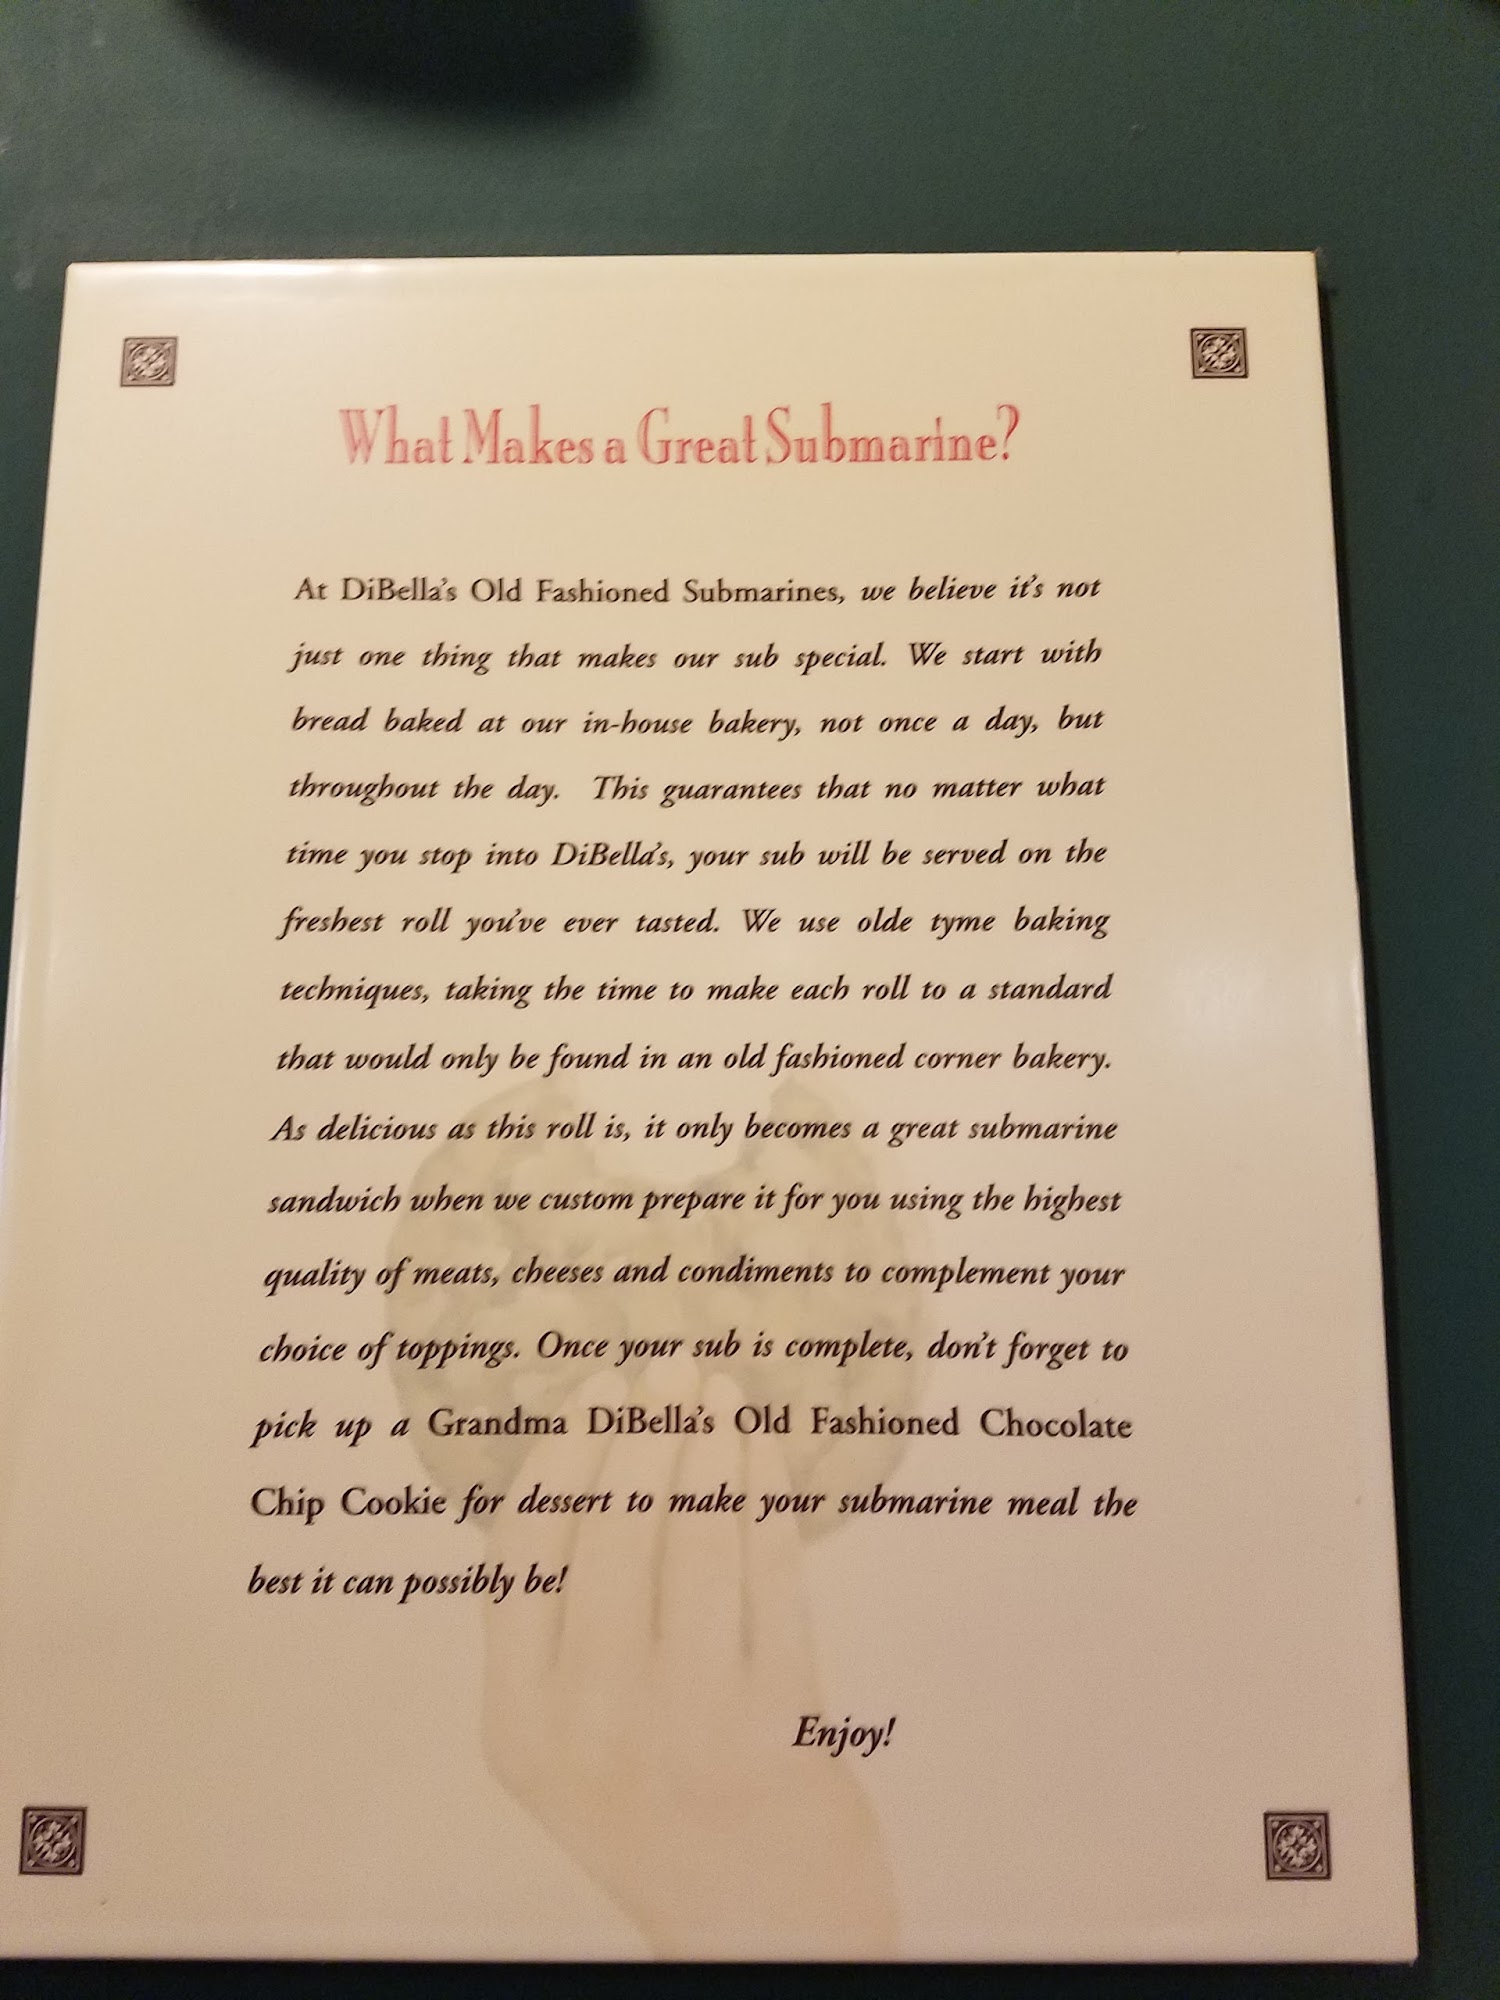 What Makes a Great Submarine?
At DiBella's Old Fashioned Submarines, we believe it's not
just one thing that makes our sub special. We start with
bread baked at our in-house bakery, not once a day, but
throughout the day. This guarantees that no matter what
time you stop into DiBella's, your sub will be served on the
freshest roll you've ever tasted. We use olde tyme baking
techniques, taking the time to make each roll to a standard
that would only be found in an old fashioned corner bakery.
As delicious as this roll is, it only becomes a great submarine
sandwich when we custom prepare it for you using the highest
quality of meats, cheeses and condiments to complement your
choice of toppings. Once your sub is complete, don't forget to
pick up a Grandma DiBella's Old Fashioned Chocolate
Chip Cookie for dessert to make your submarine meal the
best it can possibly be!
Enjoy!